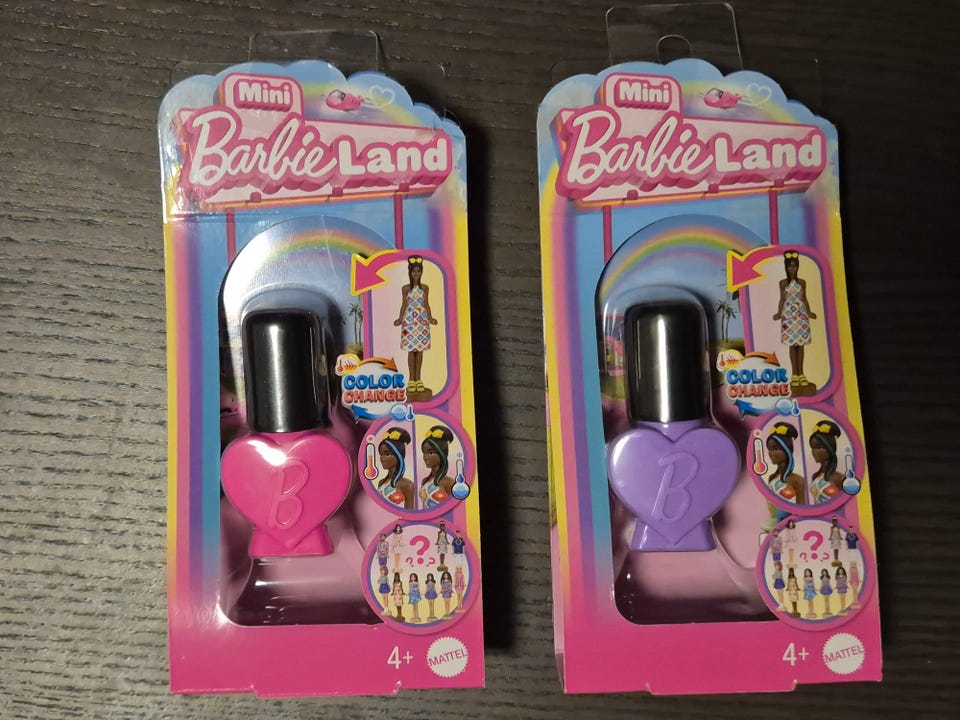 Mini
Barbie Land
COLOR
CHANGE
B
?
? ? ?
4+
MATTEL
Mini
Barbie Land
COLOR
CHANGE
B
?
? ? ?
4+
MATTEL